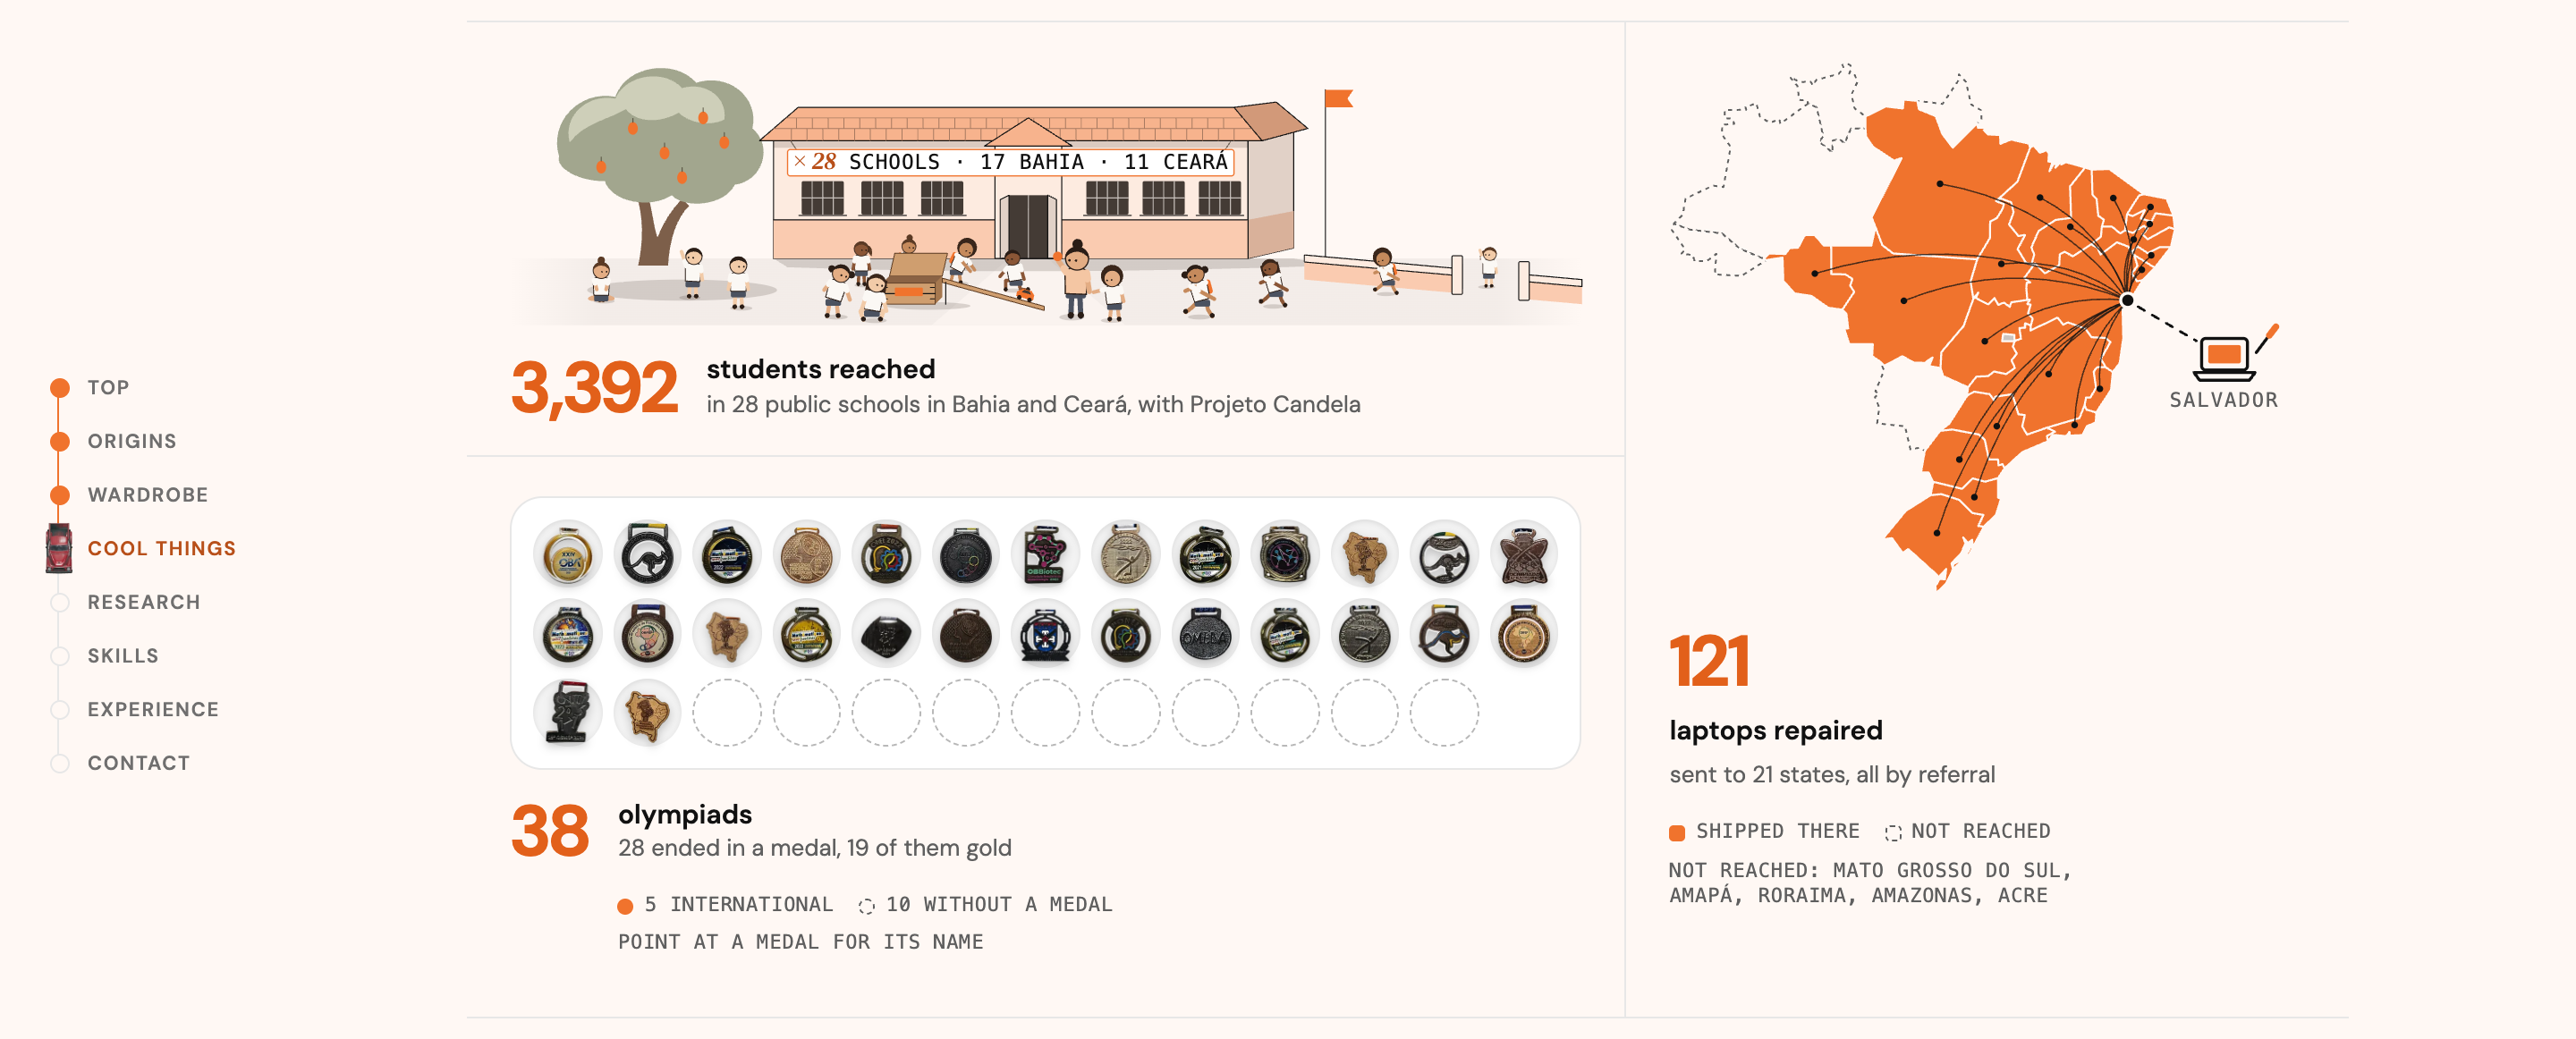 TOP
ORIGINS
WARDROBE
COOL THINGS
RESEARCH
SKILLS
EXPERIENCE
CONTACT
× 28 SCHOOLS · 17 BAHIA · 11 CEARÁ
3,392
students reached
in 28 public schools in Bahia and Ceará, with Projeto Candela
38
olympiads
28 ended in a medal, 19 of them gold
5 INTERNATIONAL
10 WITHOUT A MEDAL
POINT AT A MEDAL FOR ITS NAME
SALVADOR
121
laptops repaired
sent to 21 states, all by referral
SHIPPED THERE
NOT REACHED
NOT REACHED: MATO GROSSO DO SUL,
AMAPÁ, RORAIMA, AMAZONAS, ACRE